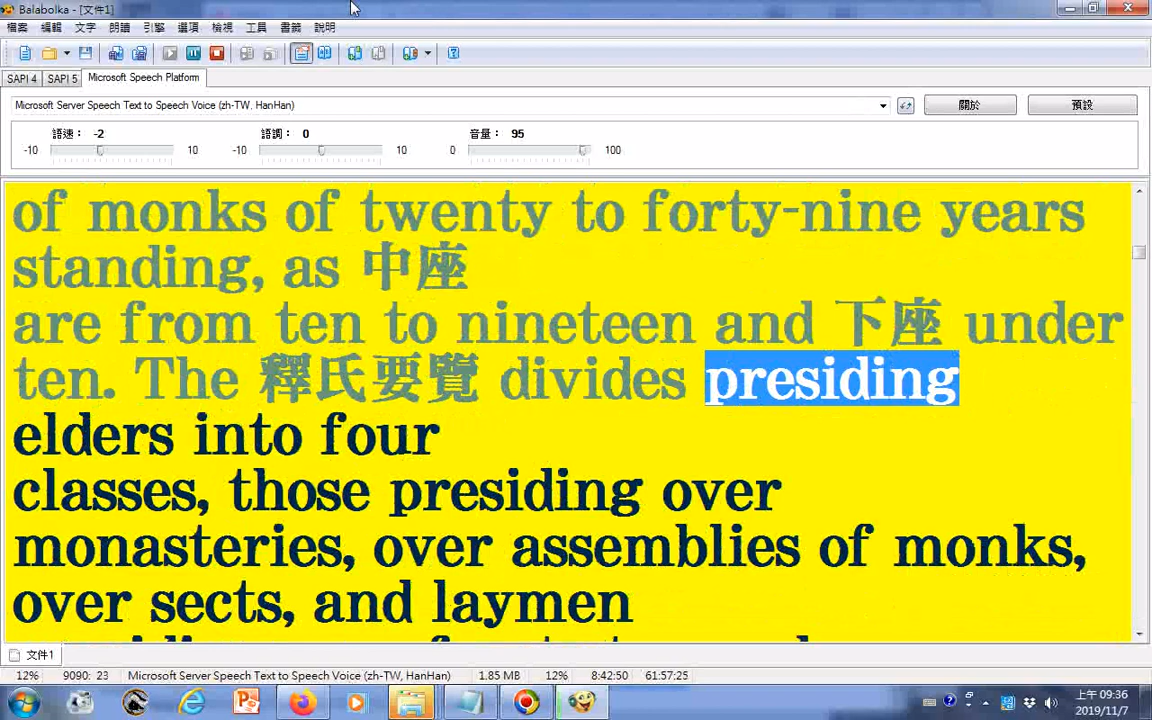 Balabolka - [文件1]
檔案 編輯 文字 朗讀 引擎 選項 檢視 工具 書籤 說明
SAPI 4 SAPI 5 Microsoft Speech Platform
Microsoft Server Speech Text to Speech Voice (zh-TW, HanHan) 關於 預設
語速： -2 語調： 0 音量： 95
-10 10 -10 10 0 100
of monks of twenty to forty-nine years
standing, as 中座
are from ten to nineteen and 下座 under
ten. The 釋氏要覽 divides presiding
elders into four
classes, those presiding over
monasteries, over assemblies of monks,
over sects, and laymen
文件1
12% 9090: 23 Microsoft Server Speech Text to Speech Voice (zh-TW, HanHan) 1.85 MB 12% 8:42:50 61:57:25
上午 09:36
2019/11/7